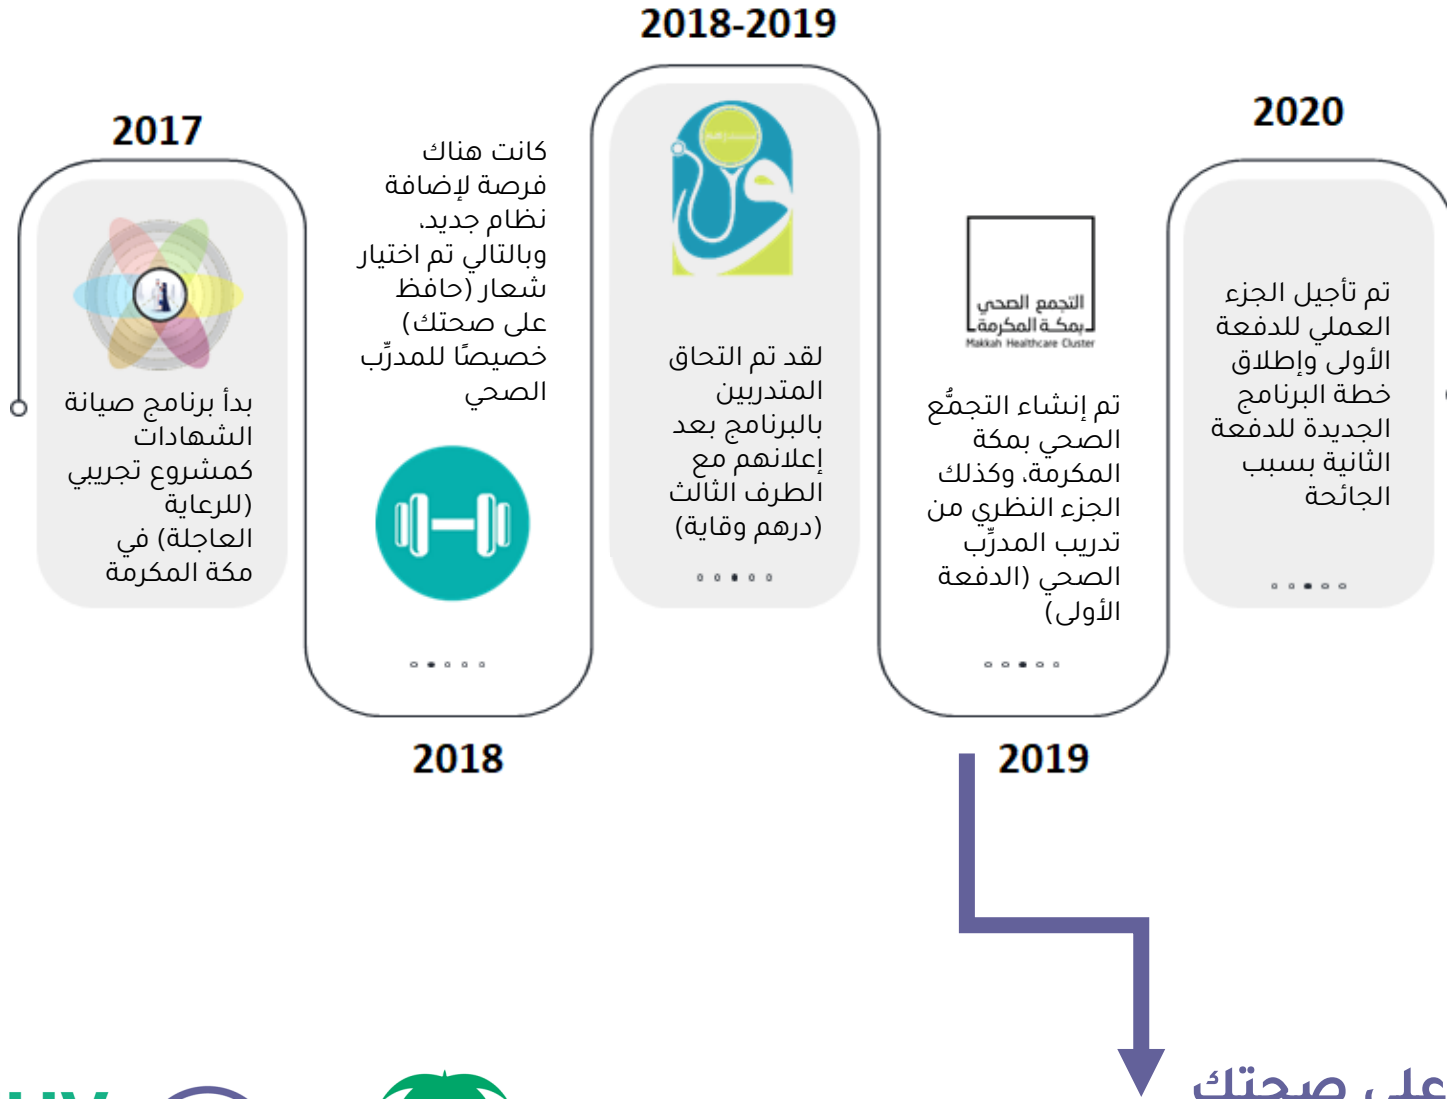 2017
بدأ برنامج صيانة
الشهادات
كمشروع تجريبي
(للرعاية
العاجلة) في
مكة المكرمة
كانت هناك
فرصة لإضافة
نظام جديد،
وبالتالي تم اختيار
شعار (حافظ
على صحتك)
خصيصًا للمدرِّب
الصحي
2018
2018-2019
لقد تم التحاق
المتدربين
بالبرنامج بعد
إعلانهم مع
الطرف الثالث
(درهم وقاية)
التجمع الصحي
بمكة المكرمة
Makkah Healthcare Cluster
تم إنشاء التجمُّع
الصحي بمكة
المكرمة، وكذلك
الجزء النظري من
تدريب المدرِّب
الصحي (الدفعة
الأولى)
2019
2020
تم تأجيل الجزء
العملي للدفعة
الأولى وإطلاق
خطة البرنامج
الجديدة للدفعة
الثانية بسبب
الجائحة
على صحتك